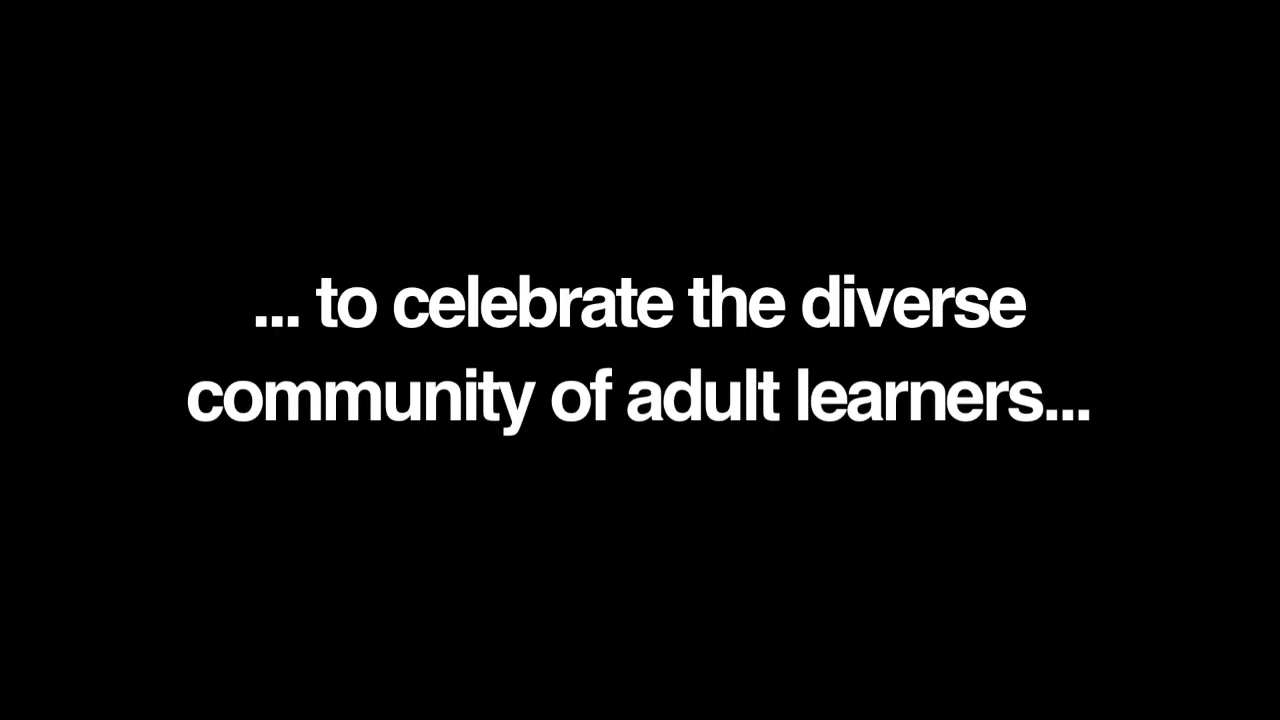 ... to celebrate the diverse
community of adult learners...